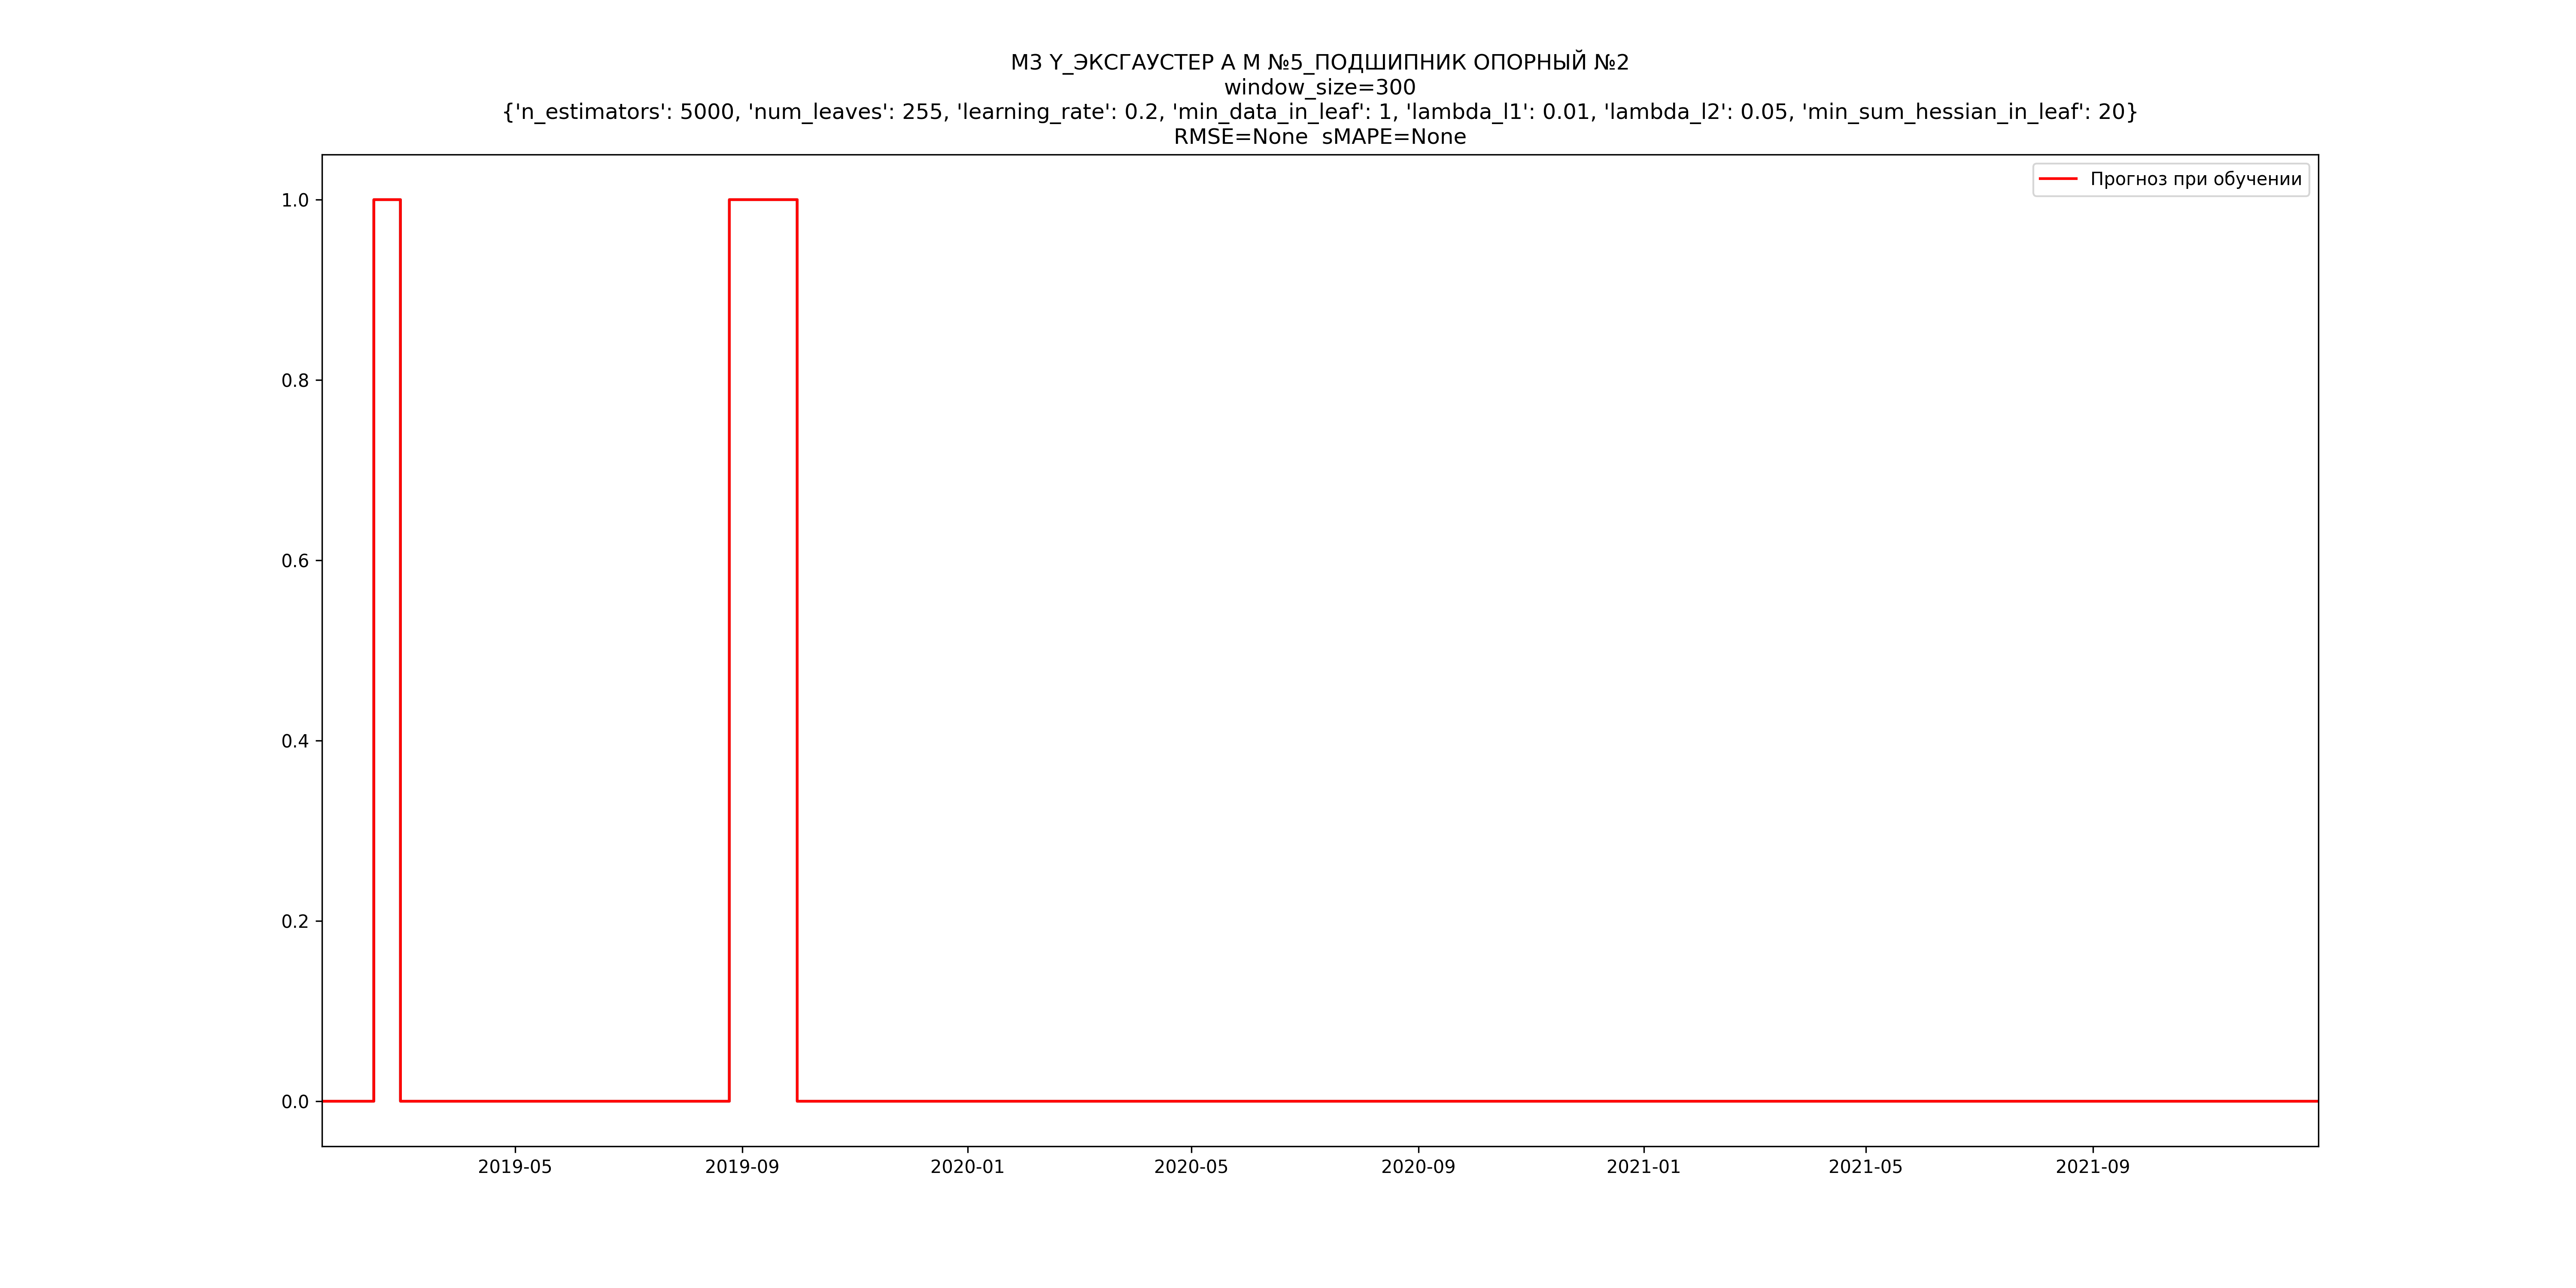 М3 Y_ЭКСГАУСТЕР А М №5_ПОДШИПНИК ОПОРНЫЙ №2
window_size=300
{'n_estimators': 5000, 'num_leaves': 255, 'learning_rate': 0.2, 'min_data_in_leaf': 1, 'lambda_l1': 0.01, 'lambda_l2': 0.05, 'min_sum_hessian_in_leaf': 20}
RMSE=None  sMAPE=None
Прогноз при обучении
1.0
0.8
0.6
0.4
0.2
0.0
2019-05 2019-09 2020-01 2020-05 2020-09 2021-01 2021-05 2021-09